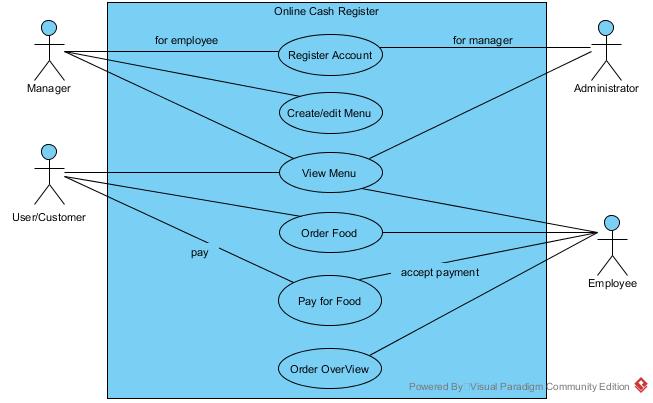 Online Cash Register
for employee
Register Account
for manager
Manager
Administrator
Create/edit Menu
View Menu
User/Customer
Order Food
pay
accept payment
Employee
Pay for Food
Order OverView
Powered By Visual Paradigm Community Edition